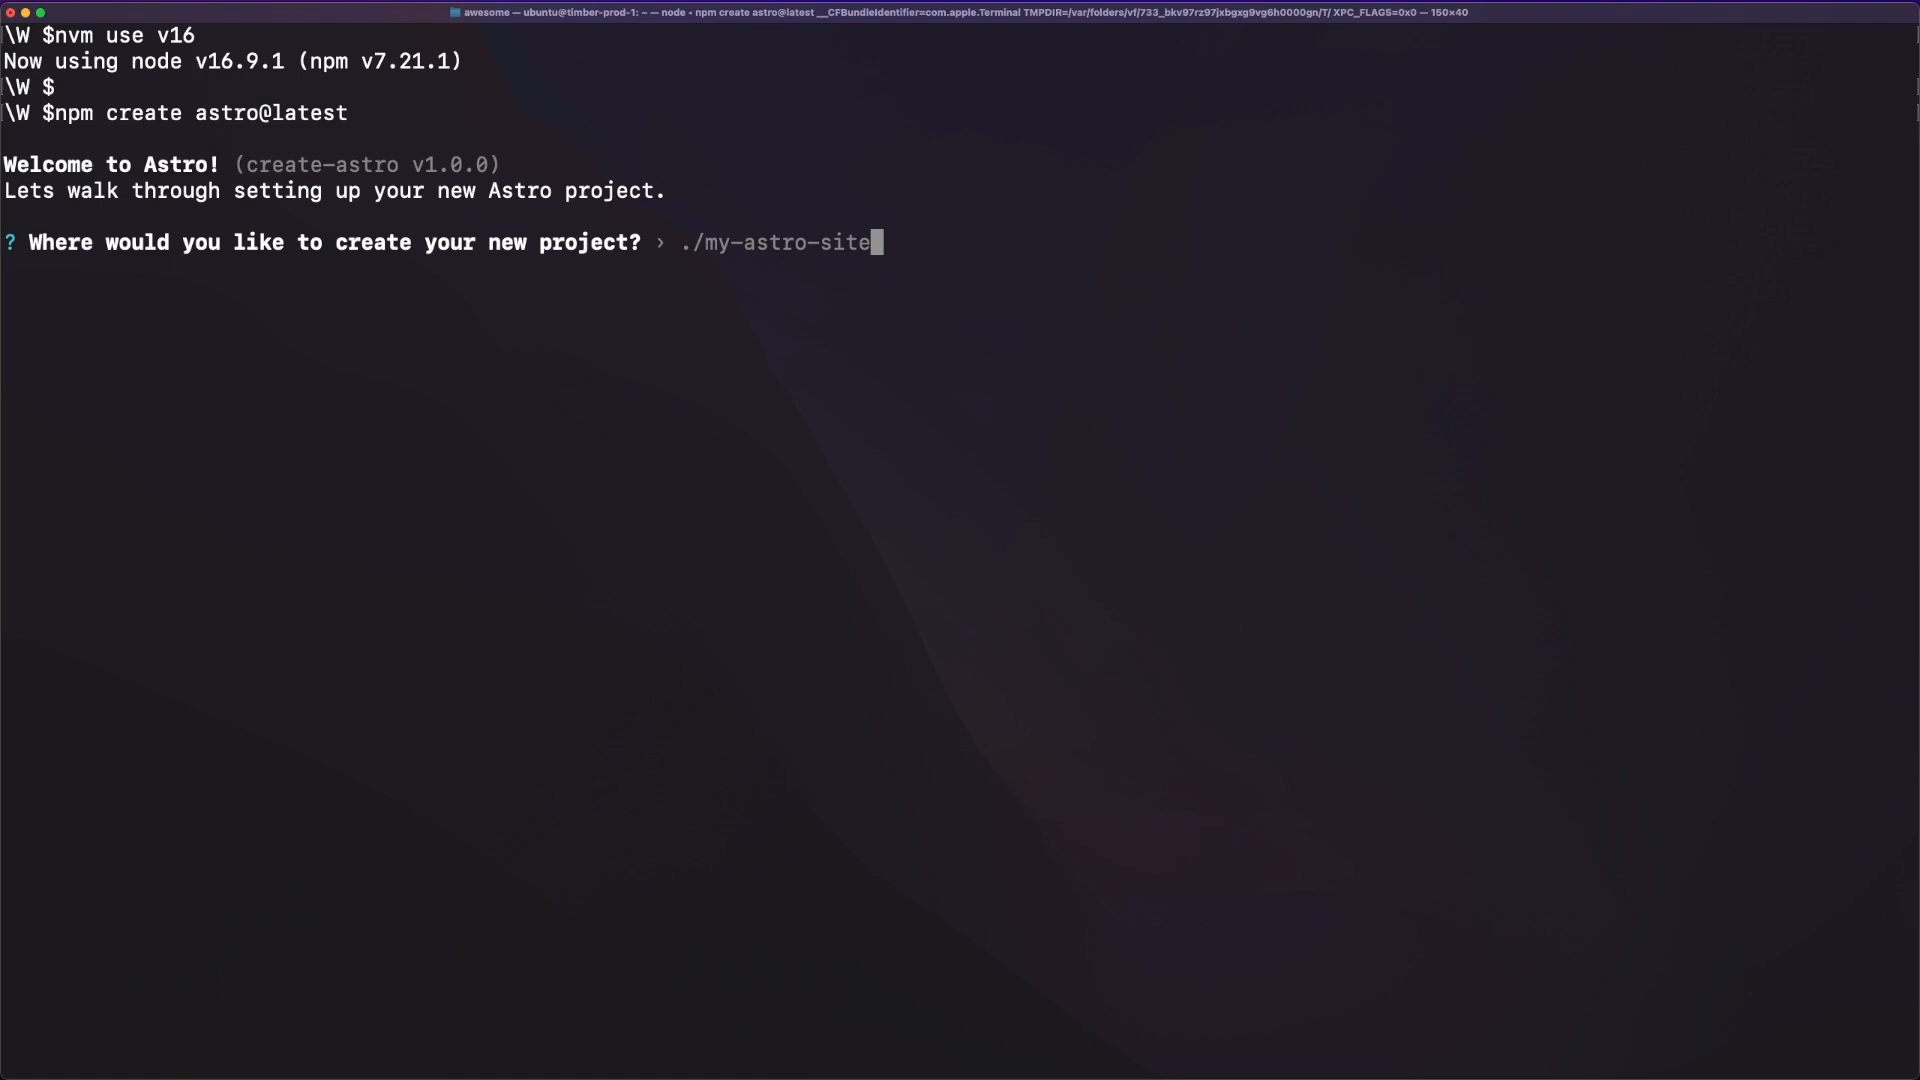 awesome — ubuntu@timber-prod-1: ~ — node - npm create astro@latest __CFBundleIdentifier=com.apple.Terminal TMPDIR=/var/folders/vf/733_bkv97rz97jxbgxg9vg6h0000gn/T/ XPC_FLAGS=0x0 — 150×40
\W $nvm use v16
Now using node v16.9.1 (npm v7.21.1)
\W $
\W $npm create astro@latest
Welcome to Astro! (create-astro v1.0.0)
Lets walk through setting up your new Astro project.
? Where would you like to create your new project? › ./my-astro-site